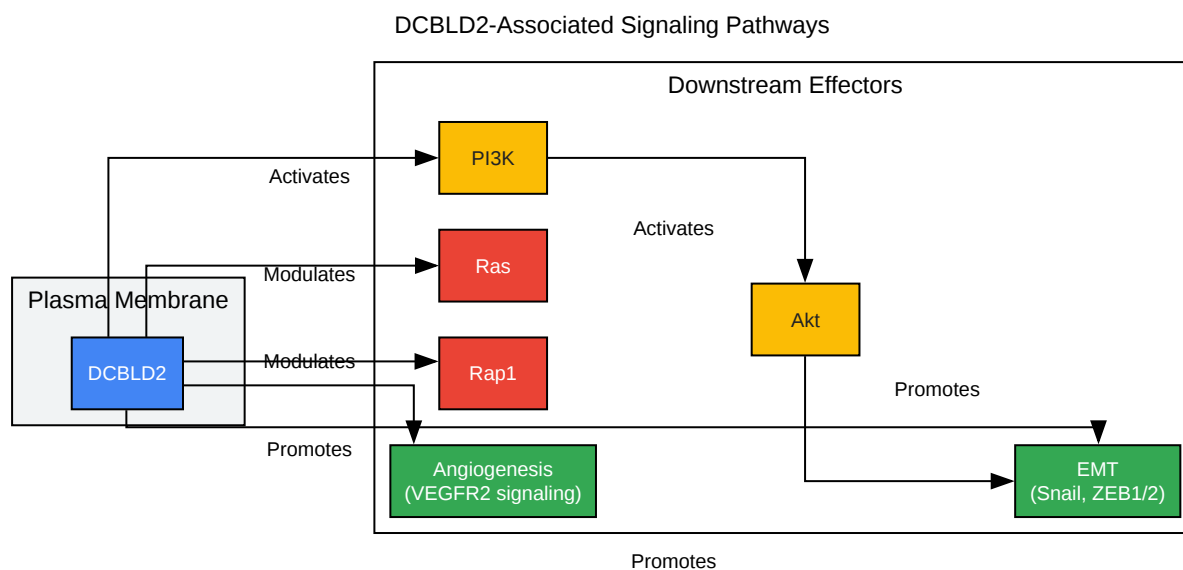 DCBLD2-Associated Signaling Pathways
Downstream Effectors
PI3K
Activates
Activates
Ras
Modulates
Plasma Membrane
Akt
DCBLD2
Modulates
Rap1
Promotes
Promotes
Angiogenesis
(VEGFR2 signaling)
EMT
(Snail, ZEB1/2)
Promotes